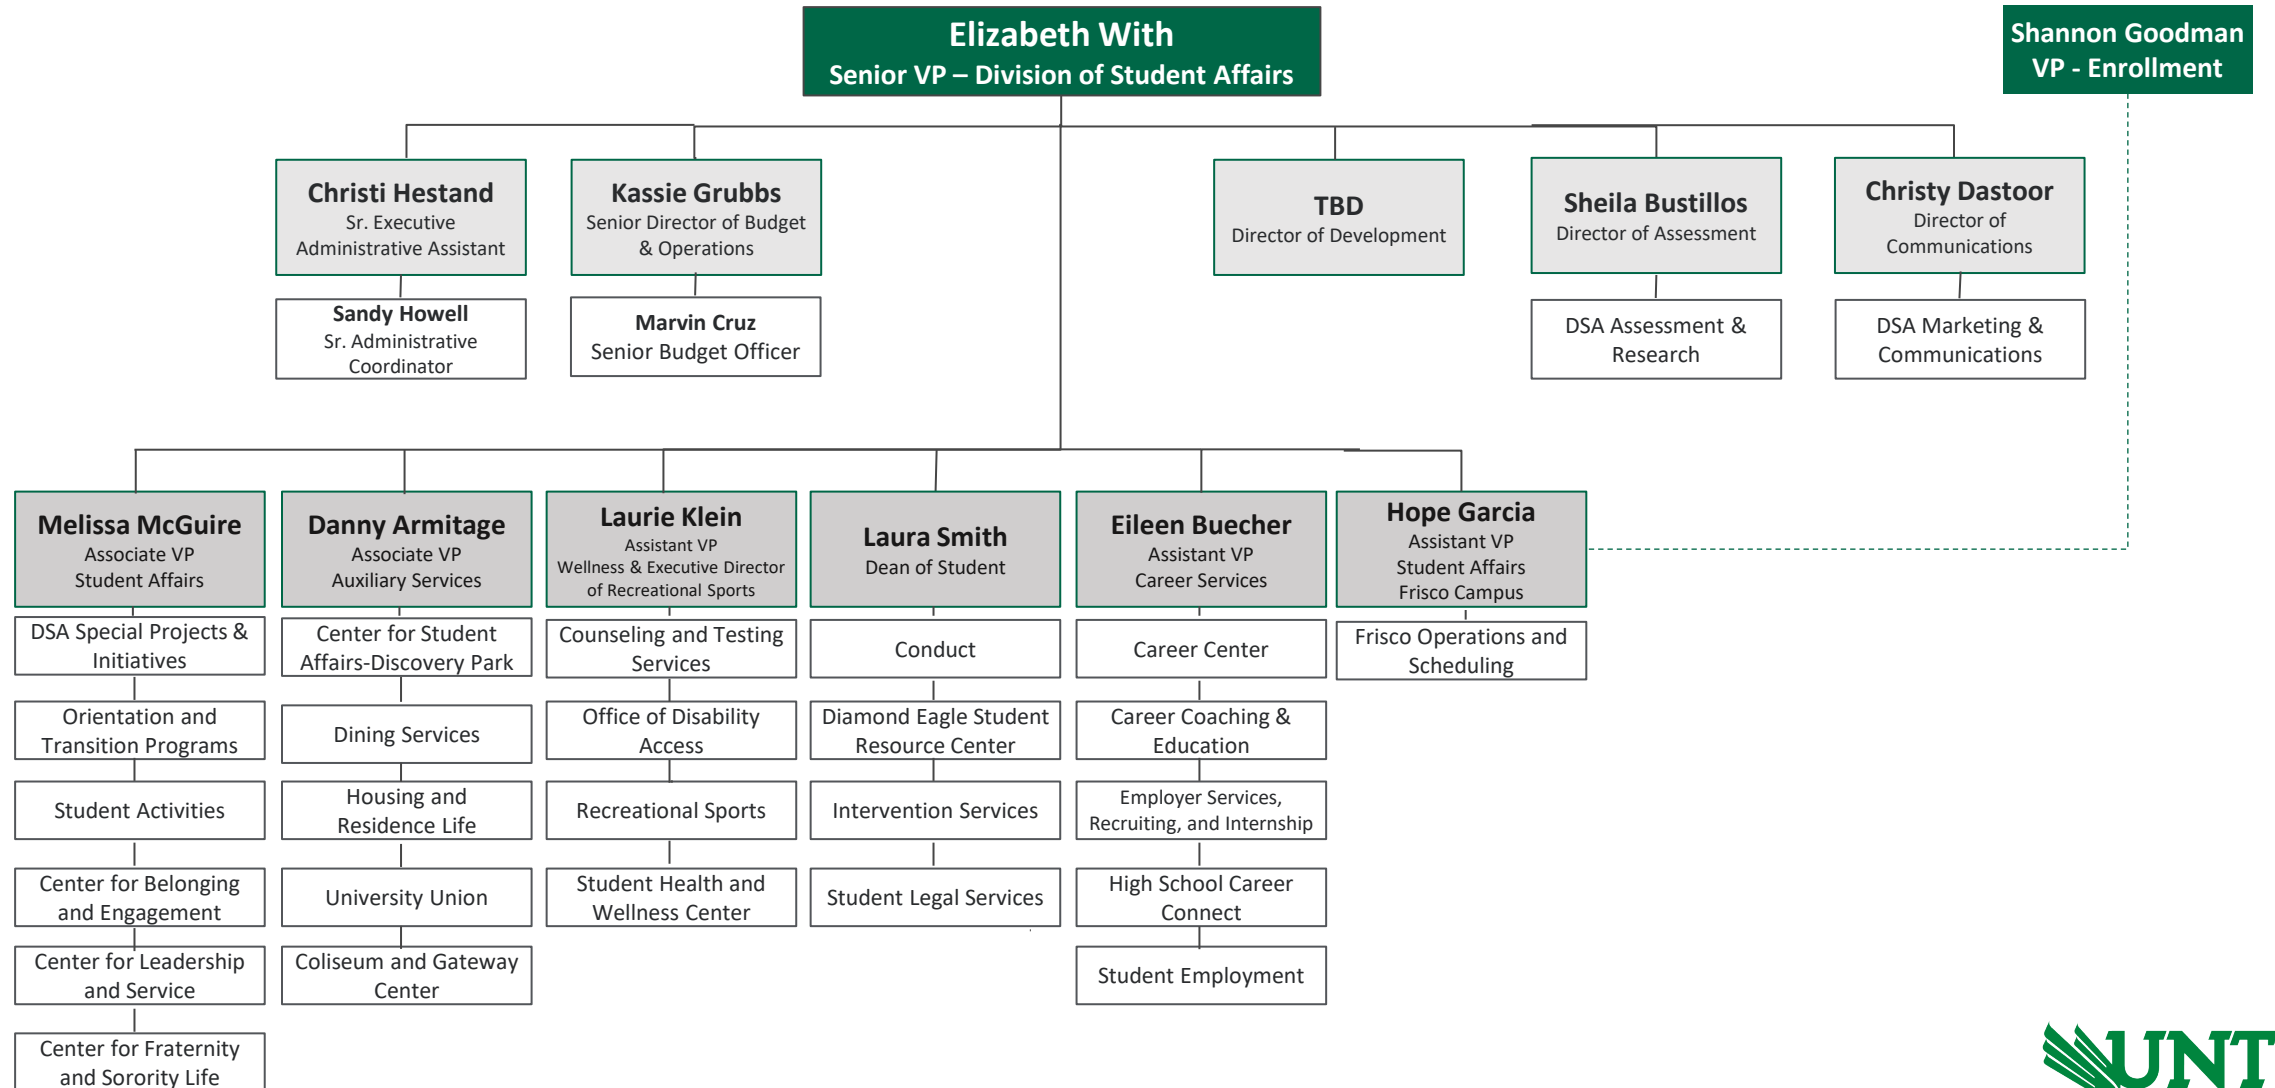 Elizabeth With
Senior VP – Division of Student Affairs
Shannon Goodman
VP - Enrollment
Christi Hestand
Sr. Executive
Administrative Assistant
Kassie Grubbs
Senior Director of Budget
& Operations
TBD
Director of Development
Sheila Bustillos
Director of Assessment
Christy Dastoor
Director of
Communications
Sandy Howell
Sr. Administrative
Coordinator
Marvin Cruz
Senior Budget Officer
DSA Assessment &
Research
DSA Marketing &
Communications
Melissa McGuire
Associate VP
Student Affairs
Danny Armitage
Associate VP
Auxiliary Services
Laurie Klein
Assistant VP
Wellness & Executive Director
of Recreational Sports
Laura Smith
Dean of Student
Eileen Buecher
Assistant VP
Career Services
Hope Garcia
Assistant VP
Student Affairs
Frisco Campus
DSA Special Projects &
Initiatives
Center for Student
Affairs-Discovery Park
Counseling and Testing
Services
Conduct
Career Center
Frisco Operations and
Scheduling
Orientation and
Transition Programs
Dining Services
Office of Disability
Access
Diamond Eagle Student
Resource Center
Career Coaching &
Education
Student Activities
Housing and
Residence Life
Recreational Sports
Intervention Services
Employer Services,
Recruiting, and Internship
Center for Belonging
and Engagement
University Union
Student Health and
Wellness Center
Student Legal Services
High School Career
Connect
Center for Leadership
and Service
Coliseum and Gateway
Center
Student Employment
Center for Fraternity
and Sorority Life
UNT